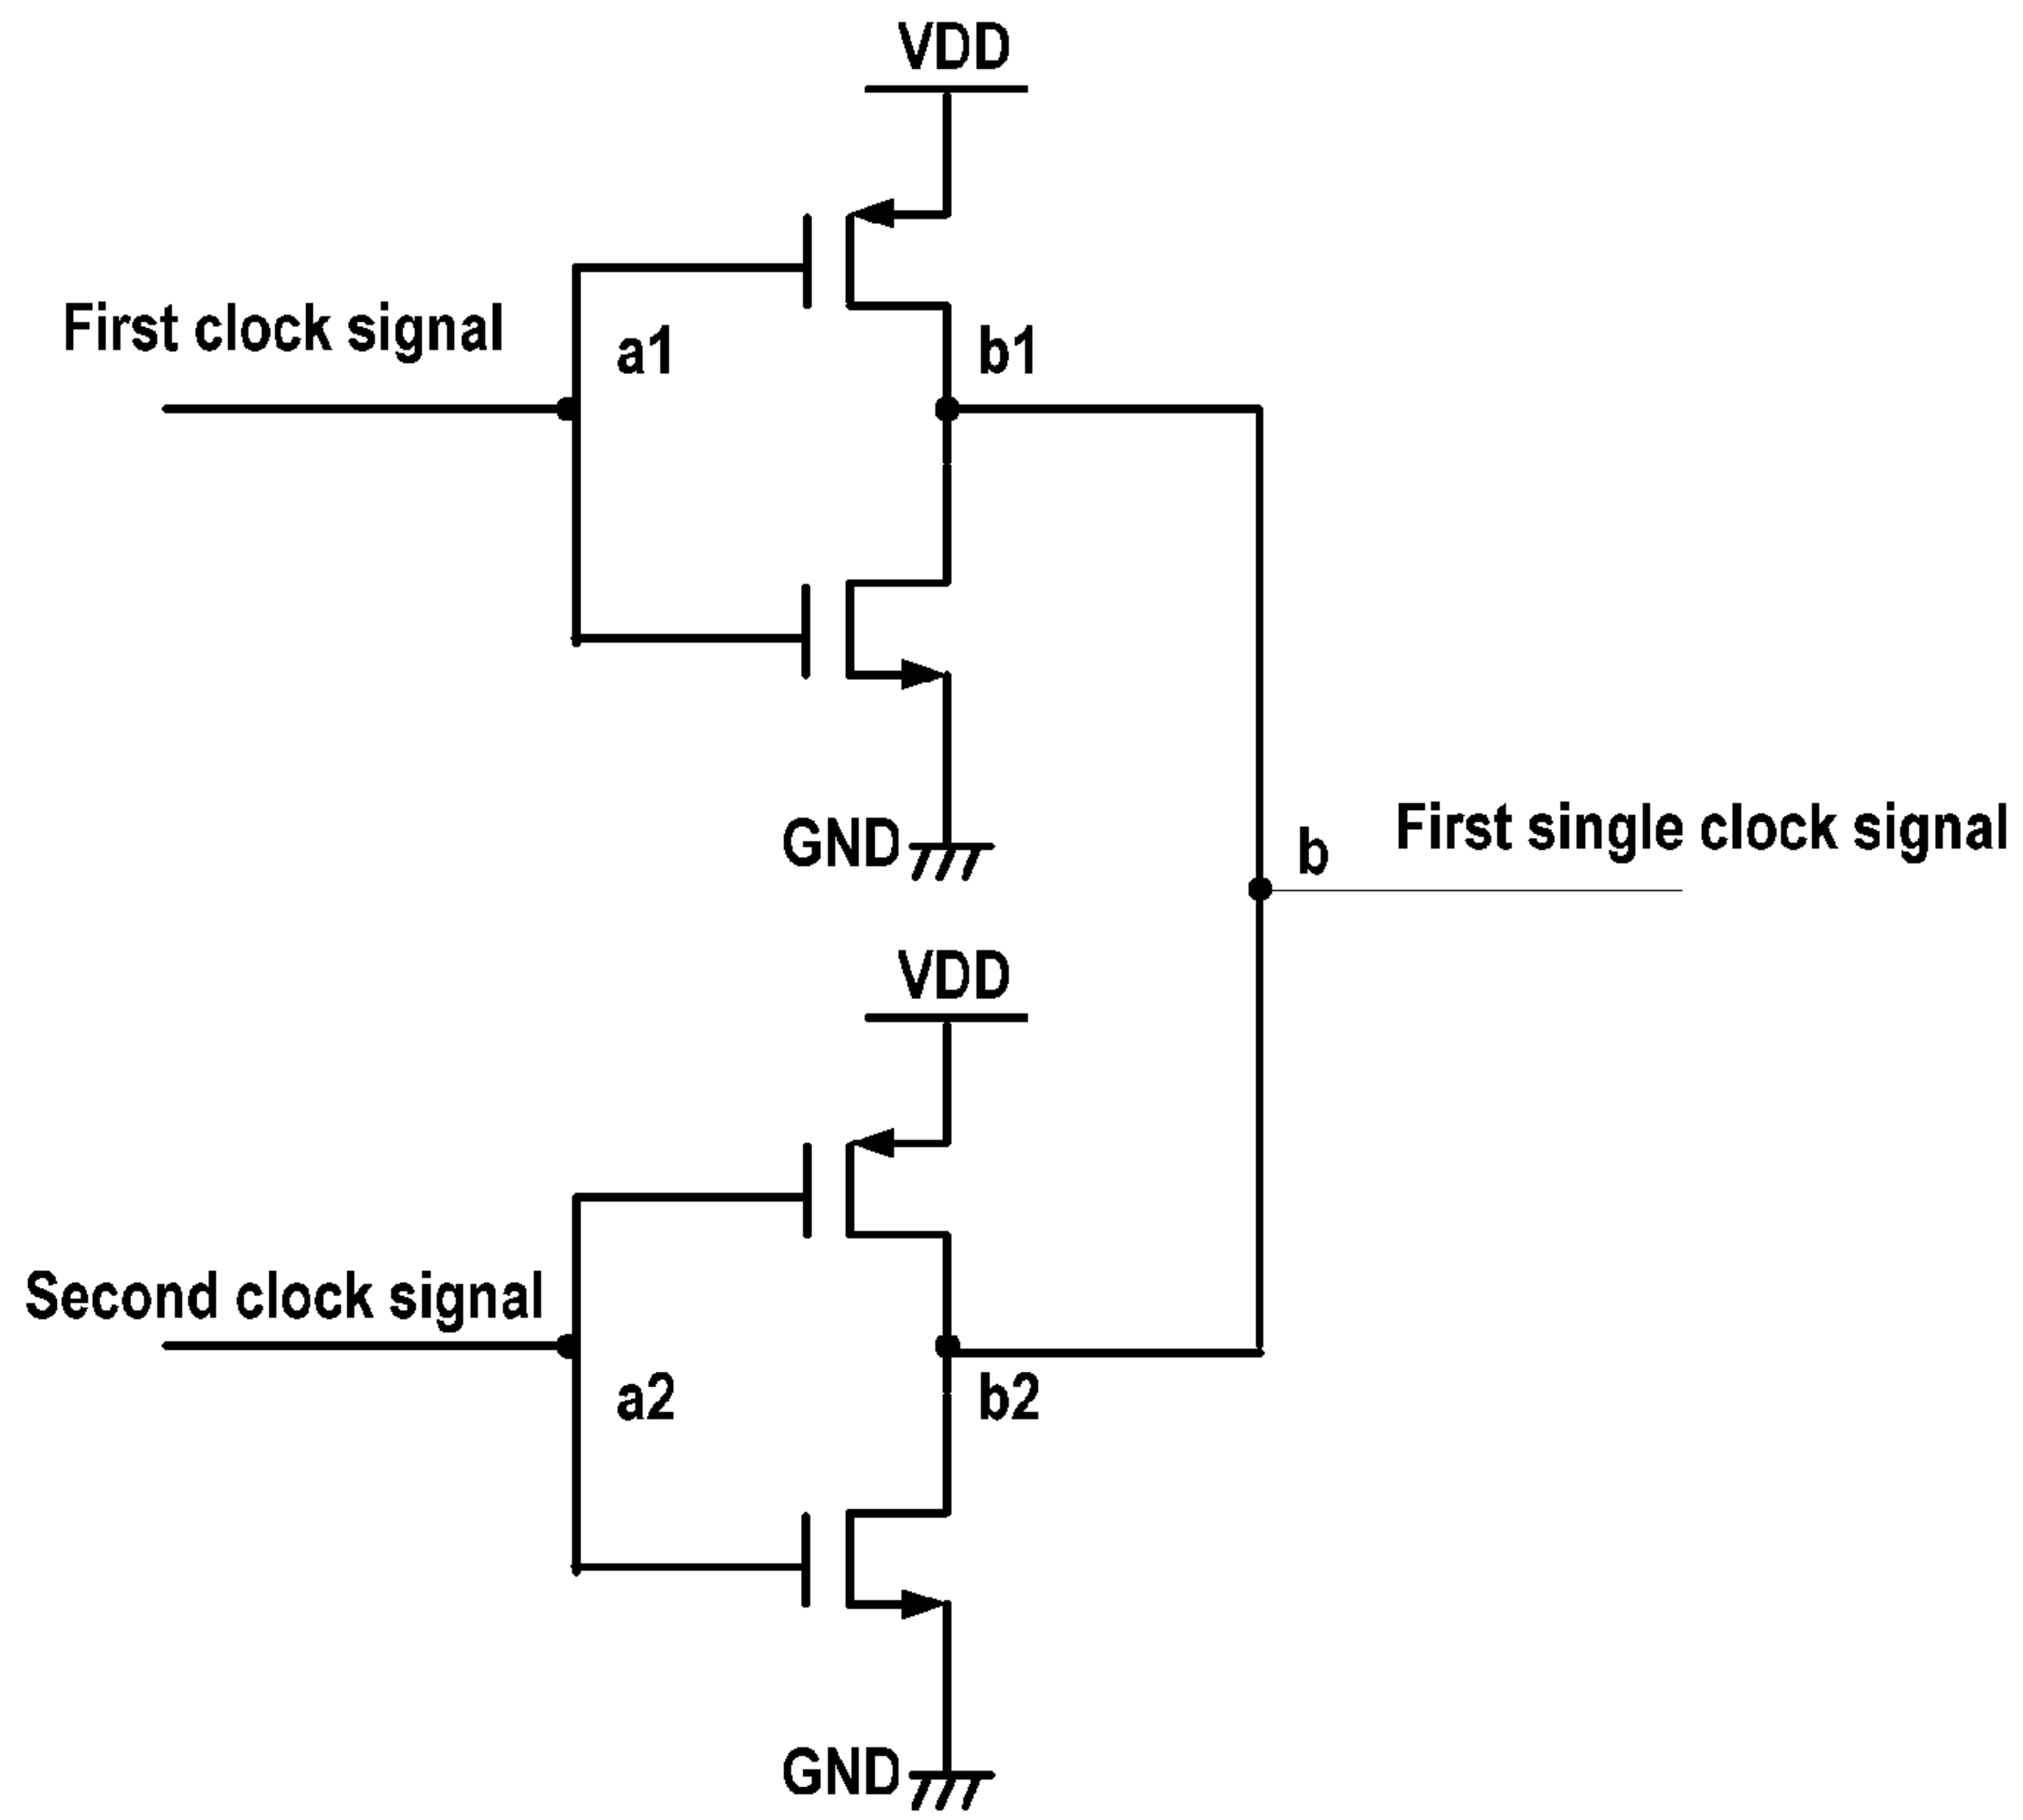 VDD
First clock signal
a1
b1
GND
b
First single clock signal
VDD
Second clock signal
a2
b2
GND